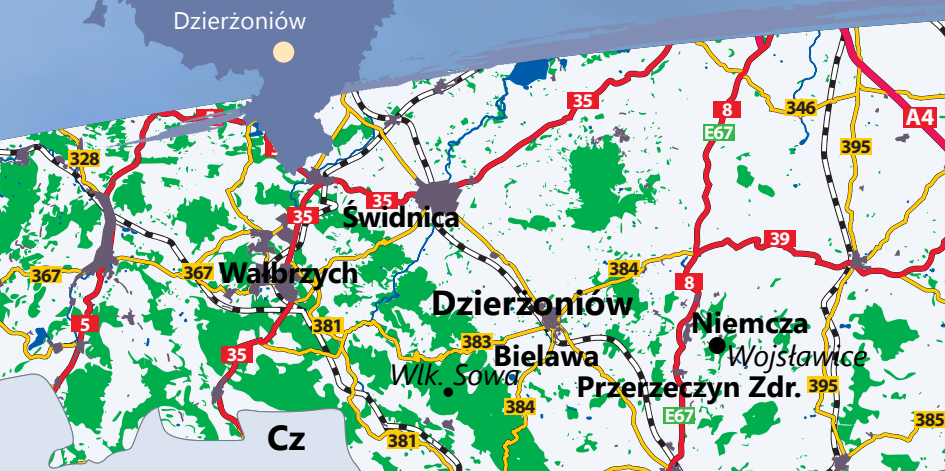 Dzierżoniów
35
8
E67
346
A4
328
395
35
35
Świdnica
39
367
367
Wałbrzych
384
8
Dzierżoniów
5
381
Niemcza
383
35
Bielawa
Wojsławice
Wlk. Sowa
Przerzeczyn Zdr.
395
384
E67
385
Cz
381